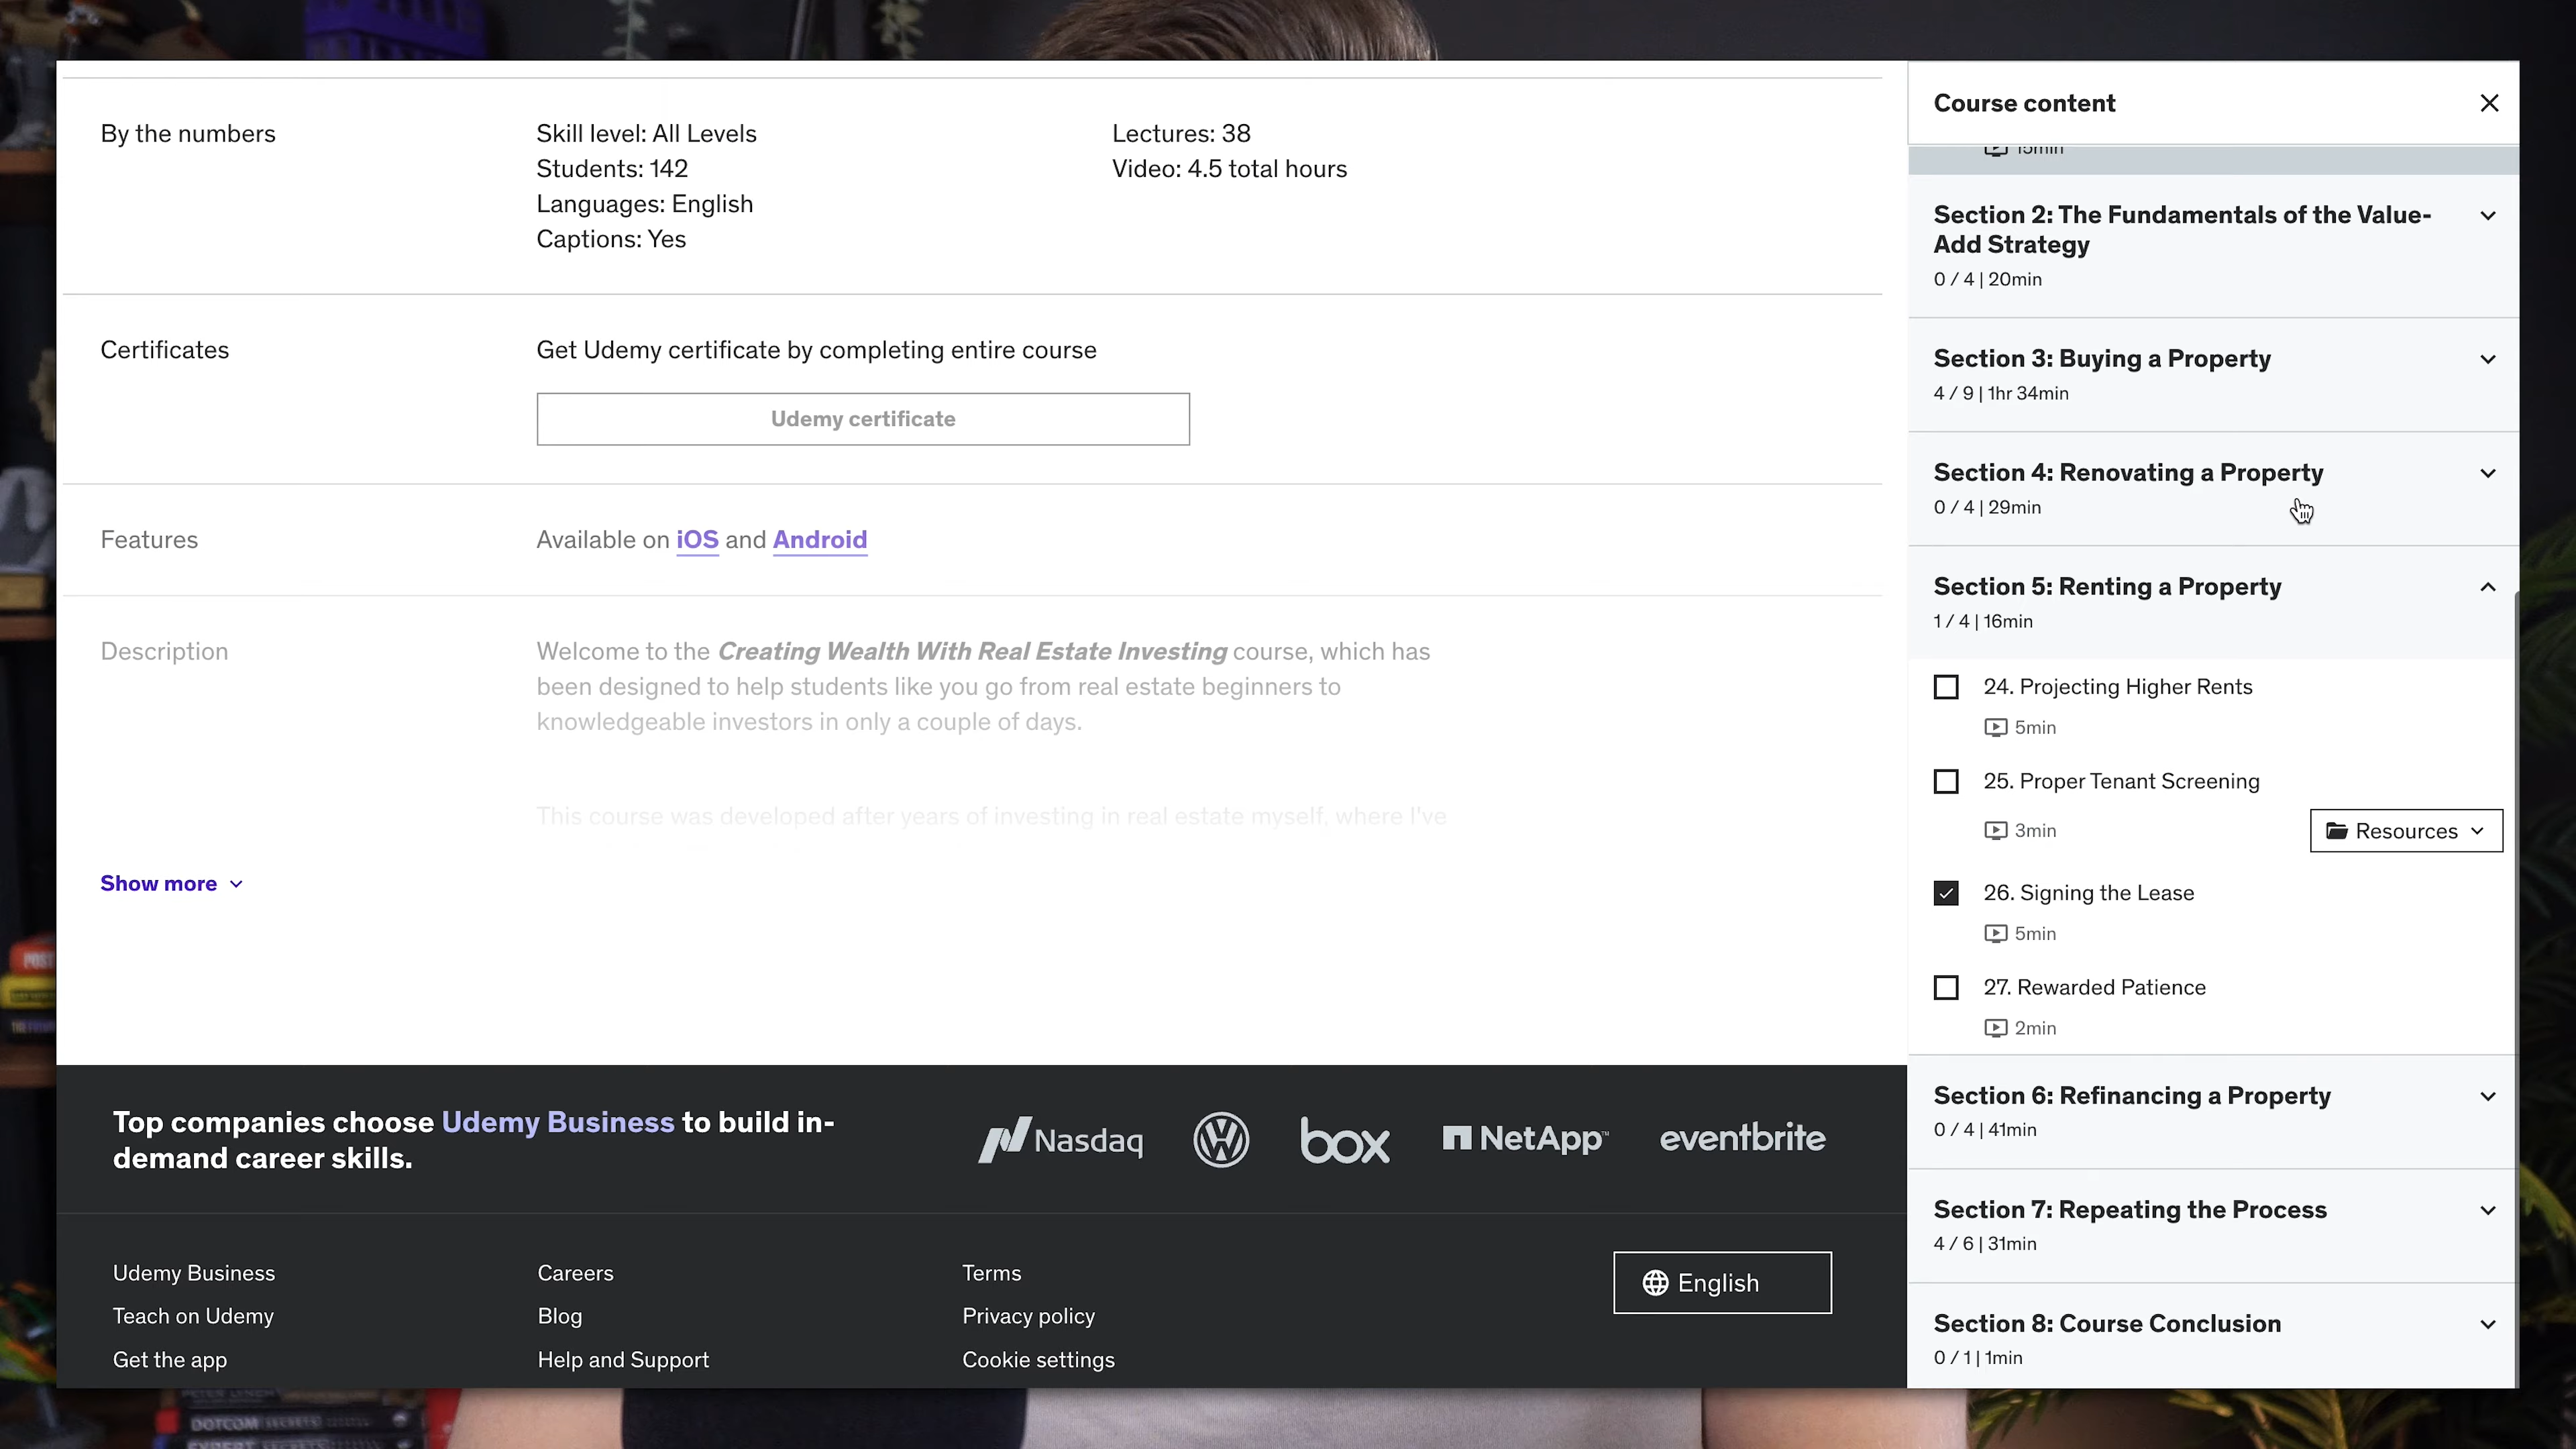 By the numbers
Skill level: All Levels
Students: 142
Languages: English
Captions: Yes
Lectures: 38
Video: 4.5 total hours
Certificates
Get Udemy certificate by completing entire course
Udemy certificate
Features
Available on iOS and Android
Description
Welcome to the Creating Wealth With Real Estate Investing course, which has
been designed to help students like you go from real estate beginners to
knowledgeable investors in only a couple of days.
This course was developed after years of investing in real estate myself, where I've
Show more
Top companies choose Udemy Business to build in-
demand career skills.
Nasdaq
box
NetApp™
eventbrite
Udemy Business
Teach on Udemy
Get the app
Careers
Blog
Help and Support
Terms
Privacy policy
Cookie settings
English
Course content
15min
Section 2: The Fundamentals of the Value-
Add Strategy
0 / 4 | 20min
Section 3: Buying a Property
4 / 9 | 1hr 34min
Section 4: Renovating a Property
0 / 4 | 29min
Section 5: Renting a Property
1 / 4 | 16min
24. Projecting Higher Rents
5min
25. Proper Tenant Screening
3min
Resources
26. Signing the Lease
5min
27. Rewarded Patience
2min
Section 6: Refinancing a Property
0 / 4 | 41min
Section 7: Repeating the Process
4 / 6 | 31min
Section 8: Course Conclusion
0 / 1 | 1min
POST
DOTCOM SECRETS